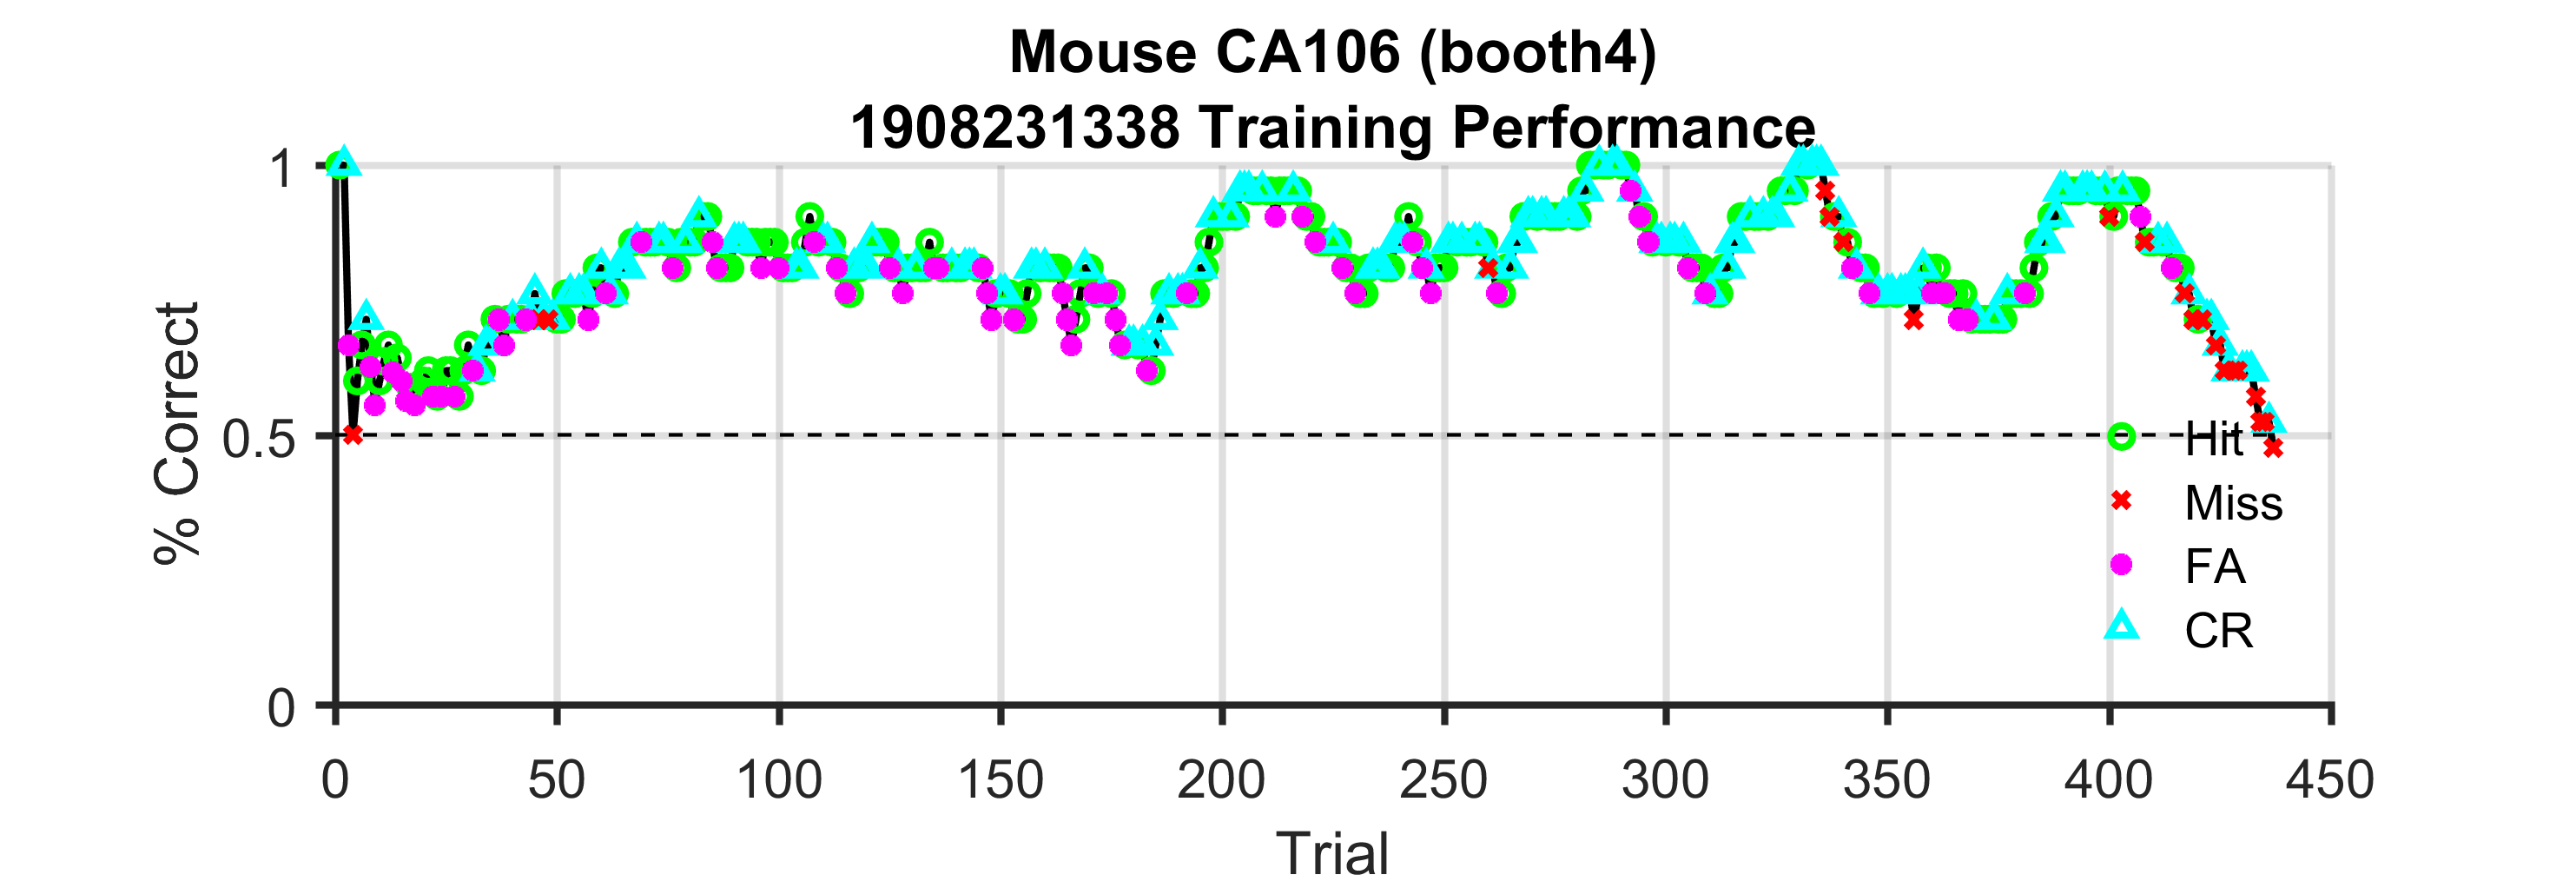 Mouse CA106 (booth4)
1908231338 Training Performance
% Correct
1
0.5
0
Hit
Miss
FA
CR
0 50 100 150 200 250 300 350 400 450
Trial